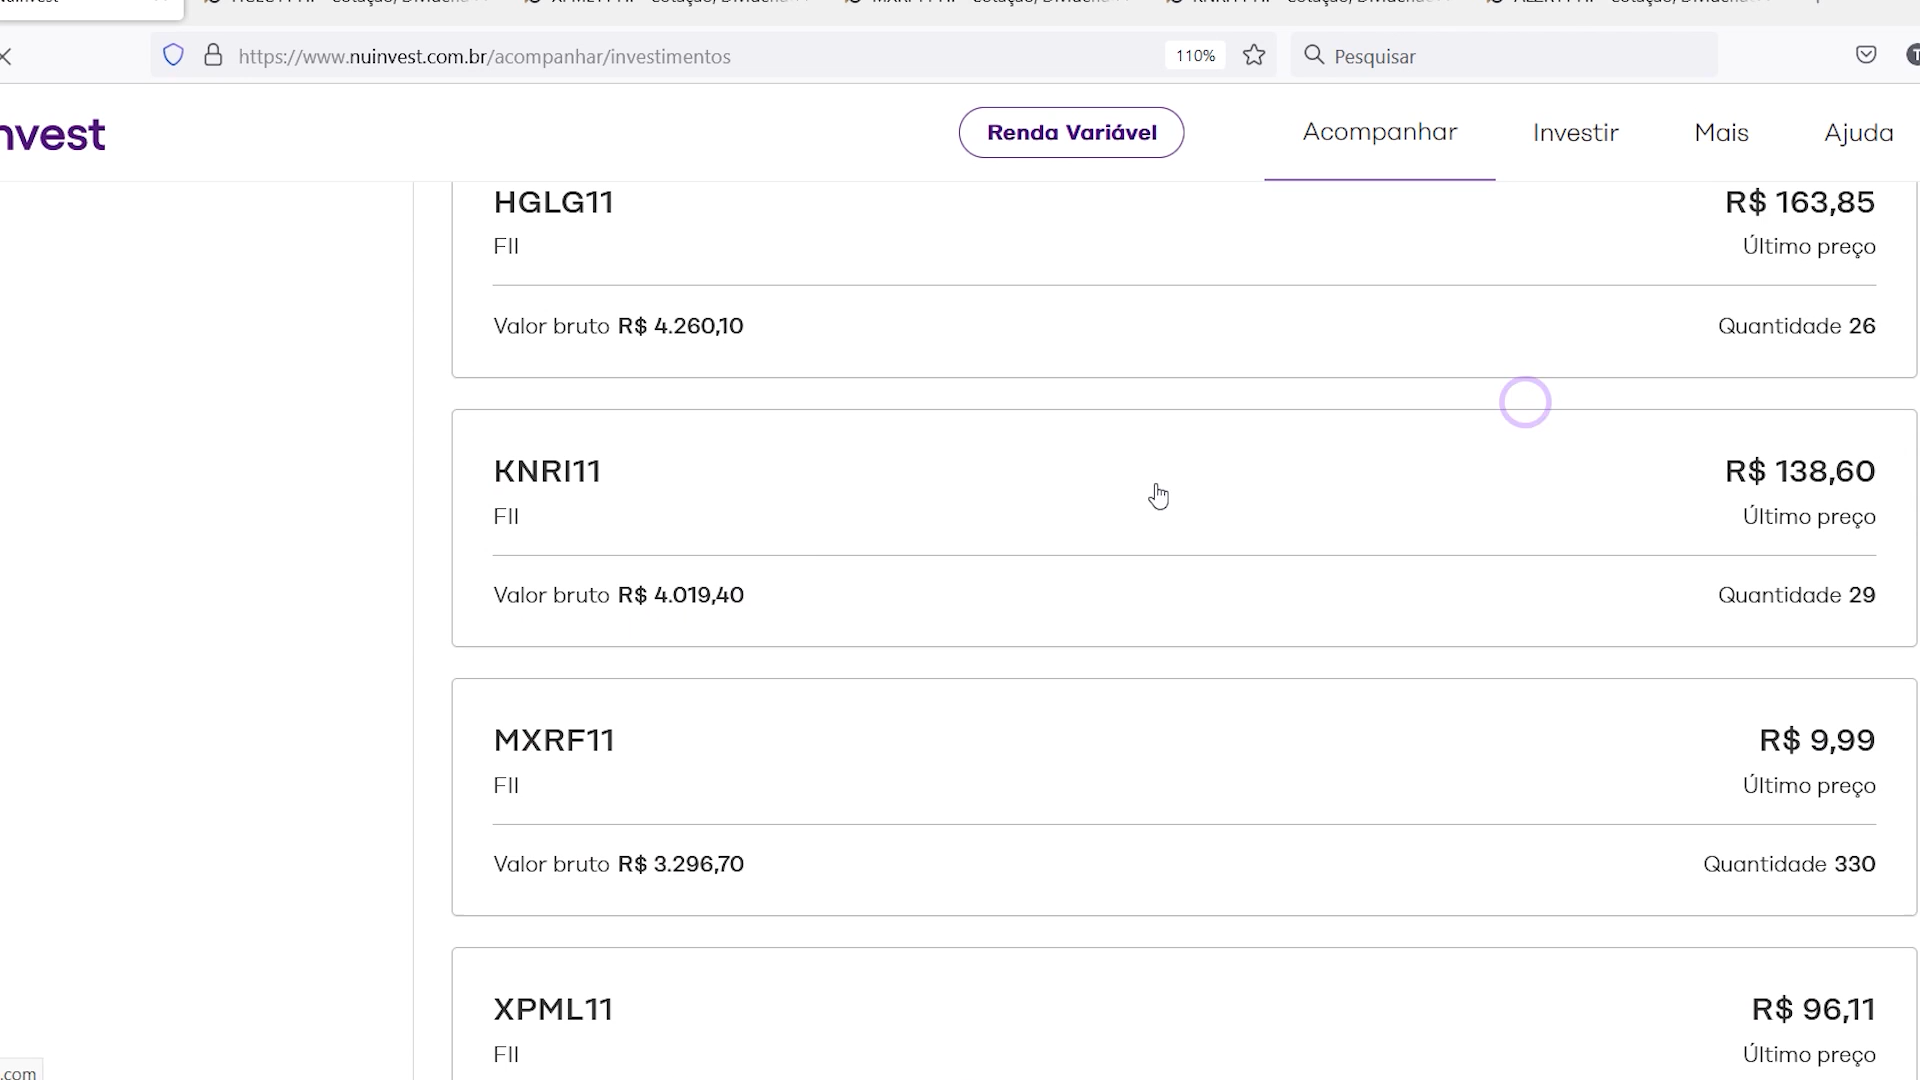 https://www.nuinvest.com.br/acompanhar/investimentos
110%
Pesquisar
nvest
Renda Variável
Acompanhar
Investir
Mais
Ajuda
HGLG11
R$ 163,85
FII
Último preço
Valor bruto R$ 4.260,10
Quantidade 26
KNRI11
R$ 138,60
FII
Último preço
Valor bruto R$ 4.019,40
Quantidade 29
MXRF11
R$ 9,99
FII
Último preço
Valor bruto R$ 3.296,70
Quantidade 330
XPML11
R$ 96,11
FII
Último preço
.com